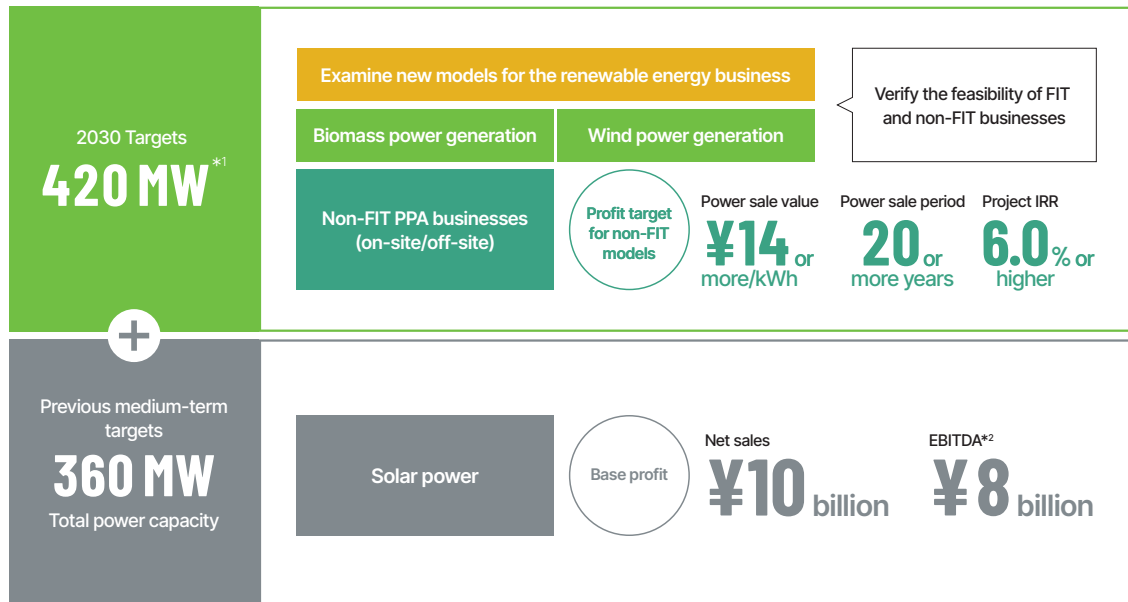 2030 Targets
420 MW*1
Examine new models for the renewable energy business
Biomass power generation
Wind power generation
Verify the feasibility of FIT
and non-FIT businesses
Non-FIT PPA businesses
(on-site/off-site)
Profit target
for non-FIT
models
Power sale value
¥14 or
more/kWh
Power sale period
20 or
more years
Project IRR
6.0% or
higher
+
Previous medium-term
targets
360 MW
Total power capacity
Solar power
Base profit
Net sales
¥10 billion
EBITDA*2
¥8 billion